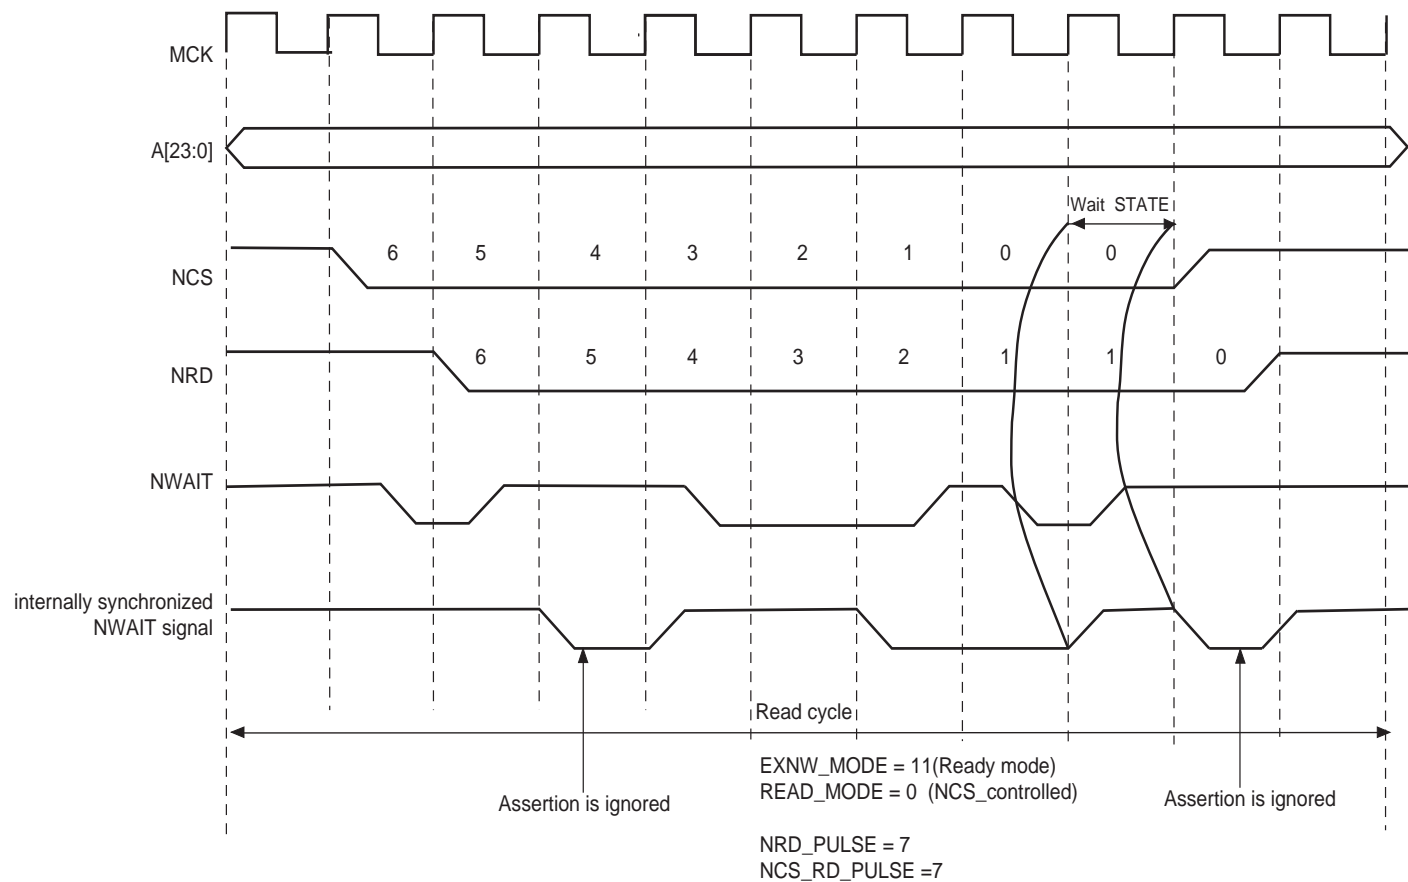 MCK
A[23:0]
Wait STATE
NCS
6 5 4 3 2 1 0 0
NRD
6 5 4 3 2 1 1 0
NWAIT
internally synchronized
NWAIT signal
Read cycle
EXNW_MODE = 11(Ready mode)
READ_MODE = 0 (NCS_controlled)
Assertion is ignored
Assertion is ignored
NRD_PULSE = 7
NCS_RD_PULSE =7